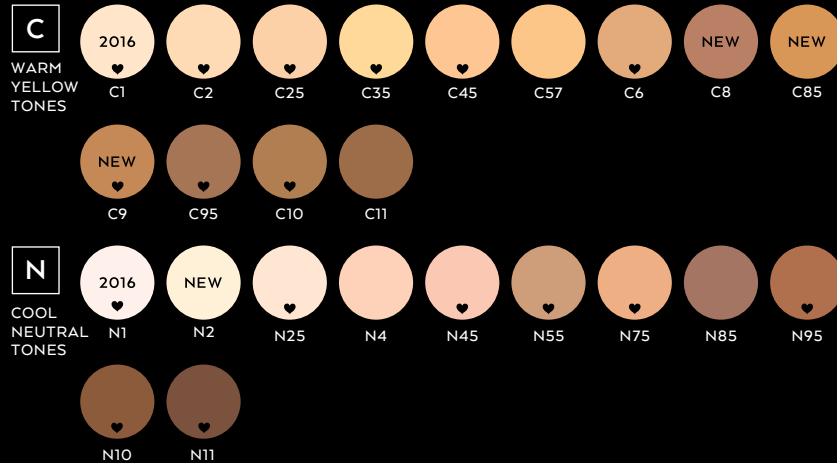 C
WARM
YELLOW
TONES
2016 NEW NEW
C1 C2 C25 C35 C45 C57 C6 C8 C85
NEW
C9 C95 C10 C11
N
COOL
NEUTRAL
TONES
2016 NEW
N1 N2 N25 N4 N45 N55 N75 N85 N95
N10 N11